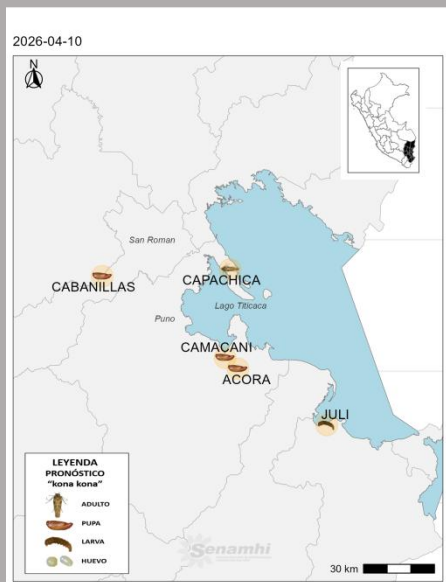 2026-04-10
N
San Roman
CABANILLAS
CAPACHICA
Lago Titicaca
Puno
CAMACANI
ACORA
JULI
LEYENDA
PRONÓSTICO
“kona kona”
ADULTO
PUPA
LARVA
HUEVO
Senamhi
30 km